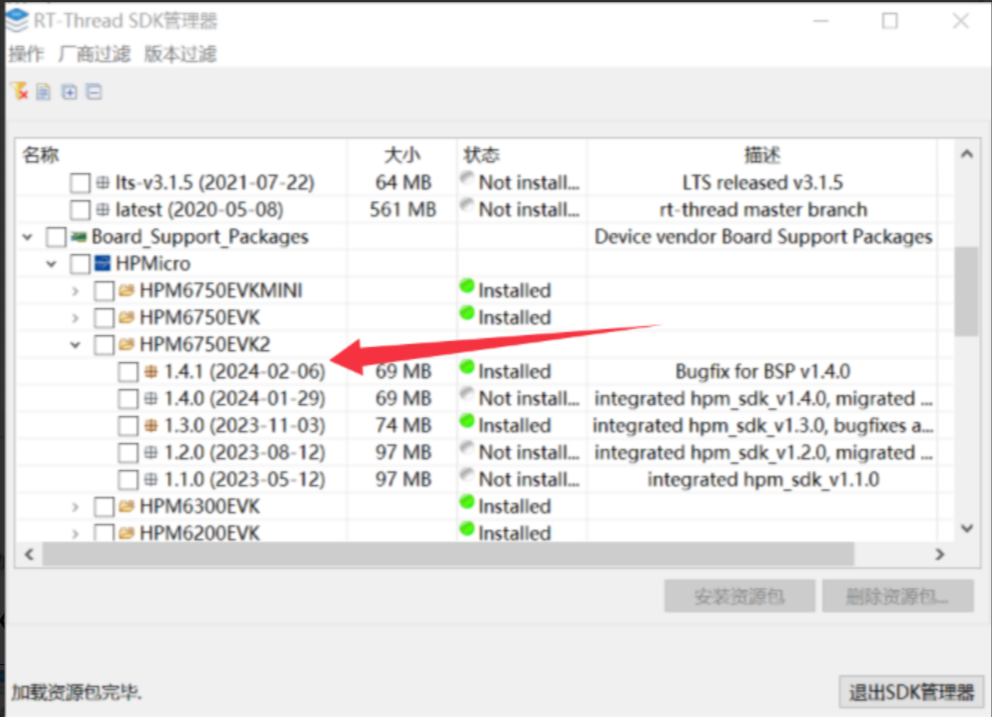 RT-Thread SDK管理器
操作 厂商过滤 版本过滤
名称 大小 状态 描述
lts-v3.1.5 (2021-07-22) 64 MB Not install... LTS released v3.1.5
latest (2020-05-08) 561 MB Not install... rt-thread master branch
Board_Support_Packages Device vendor Board Support Packages
HPMicro
HPM6750EVKMINI Installed
HPM6750EVK Installed
HPM6750EVK2
1.4.1 (2024-02-06) 69 MB Installed Bugfix for BSP v1.4.0
1.4.0 (2024-01-29) 69 MB Not install... integrated hpm_sdk_v1.4.0, migrated ...
1.3.0 (2023-11-03) 74 MB Installed integrated hpm_sdk_v1.3.0, bugfixes a...
1.2.0 (2023-08-12) 97 MB Not install... integrated hpm_sdk_v1.2.0, migrated ...
1.1.0 (2023-05-12) 97 MB Not install... integrated hpm_sdk_v1.1.0
HPM6300EVK Installed
HPM6200EVK Installed
安装资源包 删除资源包...
加载资源包完毕. 退出SDK管理器